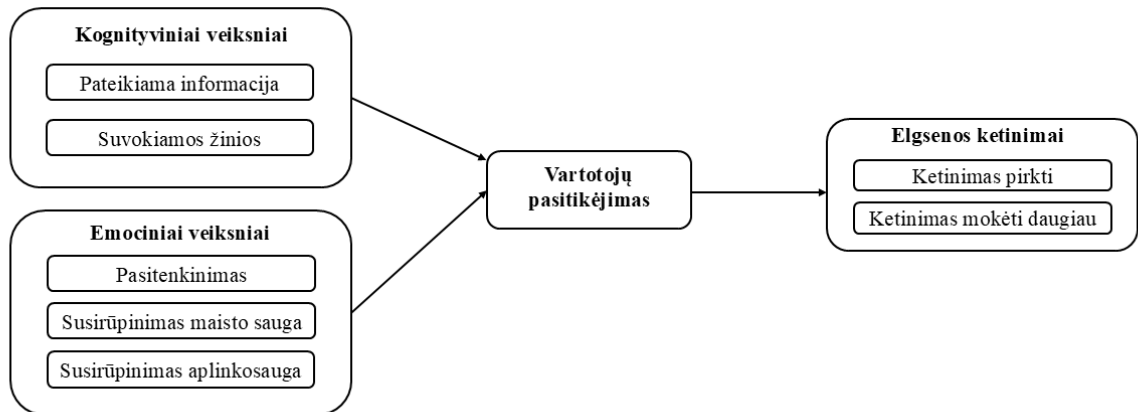 Kognityviniai veiksniai
Pateikiama informacija
Suvokiamos žinios
Emociniai veiksniai
Pasitenkinimas
Susirūpinimas maisto sauga
Susirūpinimas aplinkosauga
Vartotojų
pasitikėjimas
Elgsenos ketinimai
Ketinimas pirkti
Ketinimas mokėti daugiau